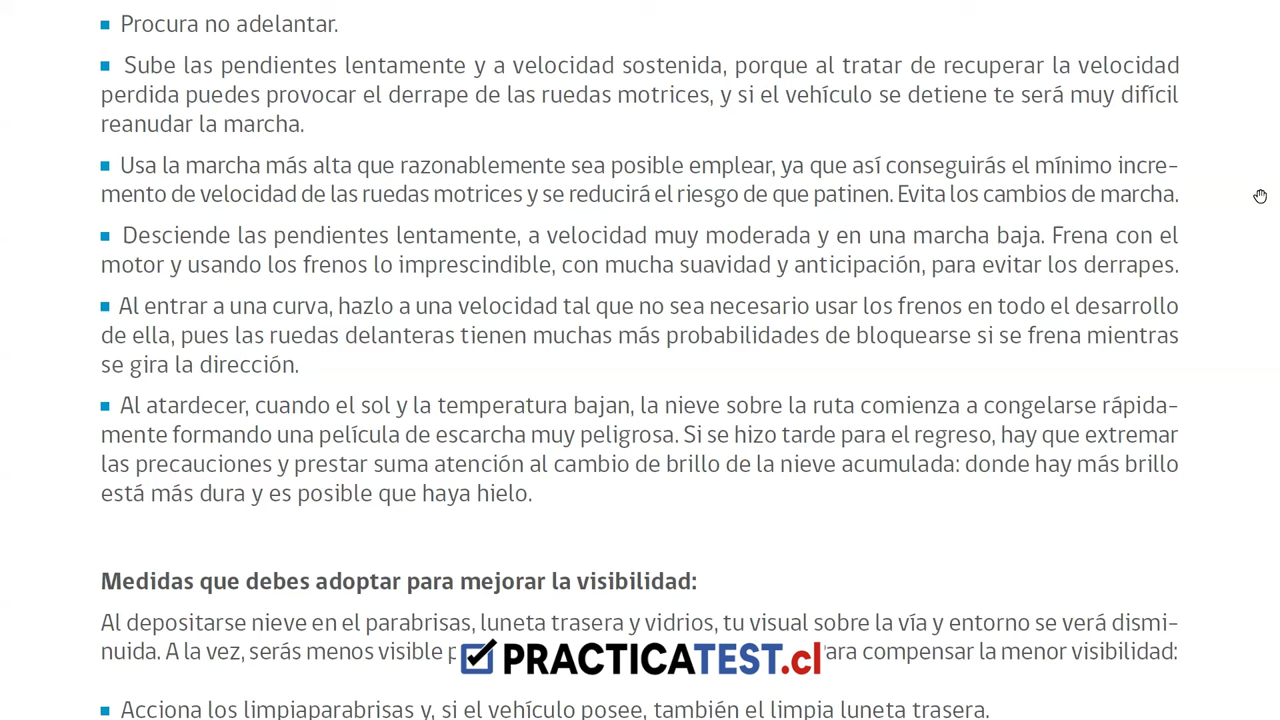 Procura no adelantar.
Sube las pendientes lentamente y a velocidad sostenida, porque al tratar de recuperar la velocidad
perdida puedes provocar el derrape de las ruedas motrices, y si el vehículo se detiene te será muy difícil
reanudar la marcha.
Usa la marcha más alta que razonablemente sea posible emplear, ya que así conseguirás el mínimo incre-
mento de velocidad de las ruedas motrices y se reducirá el riesgo de que patinen. Evita los cambios de marcha.
Desciende las pendientes lentamente, a velocidad muy moderada y en una marcha baja. Frena con el
motor y usando los frenos lo imprescindible, con mucha suavidad y anticipación, para evitar los derrapes.
Al entrar a una curva, hazlo a una velocidad tal que no sea necesario usar los frenos en todo el desarrollo
de ella, pues las ruedas delanteras tienen muchas más probabilidades de bloquearse si se frena mientras
se gira la dirección.
Al atardecer, cuando el sol y la temperatura bajan, la nieve sobre la ruta comienza a congelarse rápida-
mente formando una película de escarcha muy peligrosa. Si se hizo tarde para el regreso, hay que extremar
las precauciones y prestar suma atención al cambio de brillo de la nieve acumulada: donde hay más brillo
está más dura y es posible que haya hielo.
Medidas que debes adoptar para mejorar la visibilidad:
Al depositarse nieve en el parabrisas, luneta trasera y vidrios, tu visual sobre la vía y entorno se verá dismi-
nuida. A la vez, serás menos visible ara compensar la menor visibilidad:
PRACTICATEST.cl
Acciona los limpiaparabrisas y, si el vehículo posee, también el limpia luneta trasera.